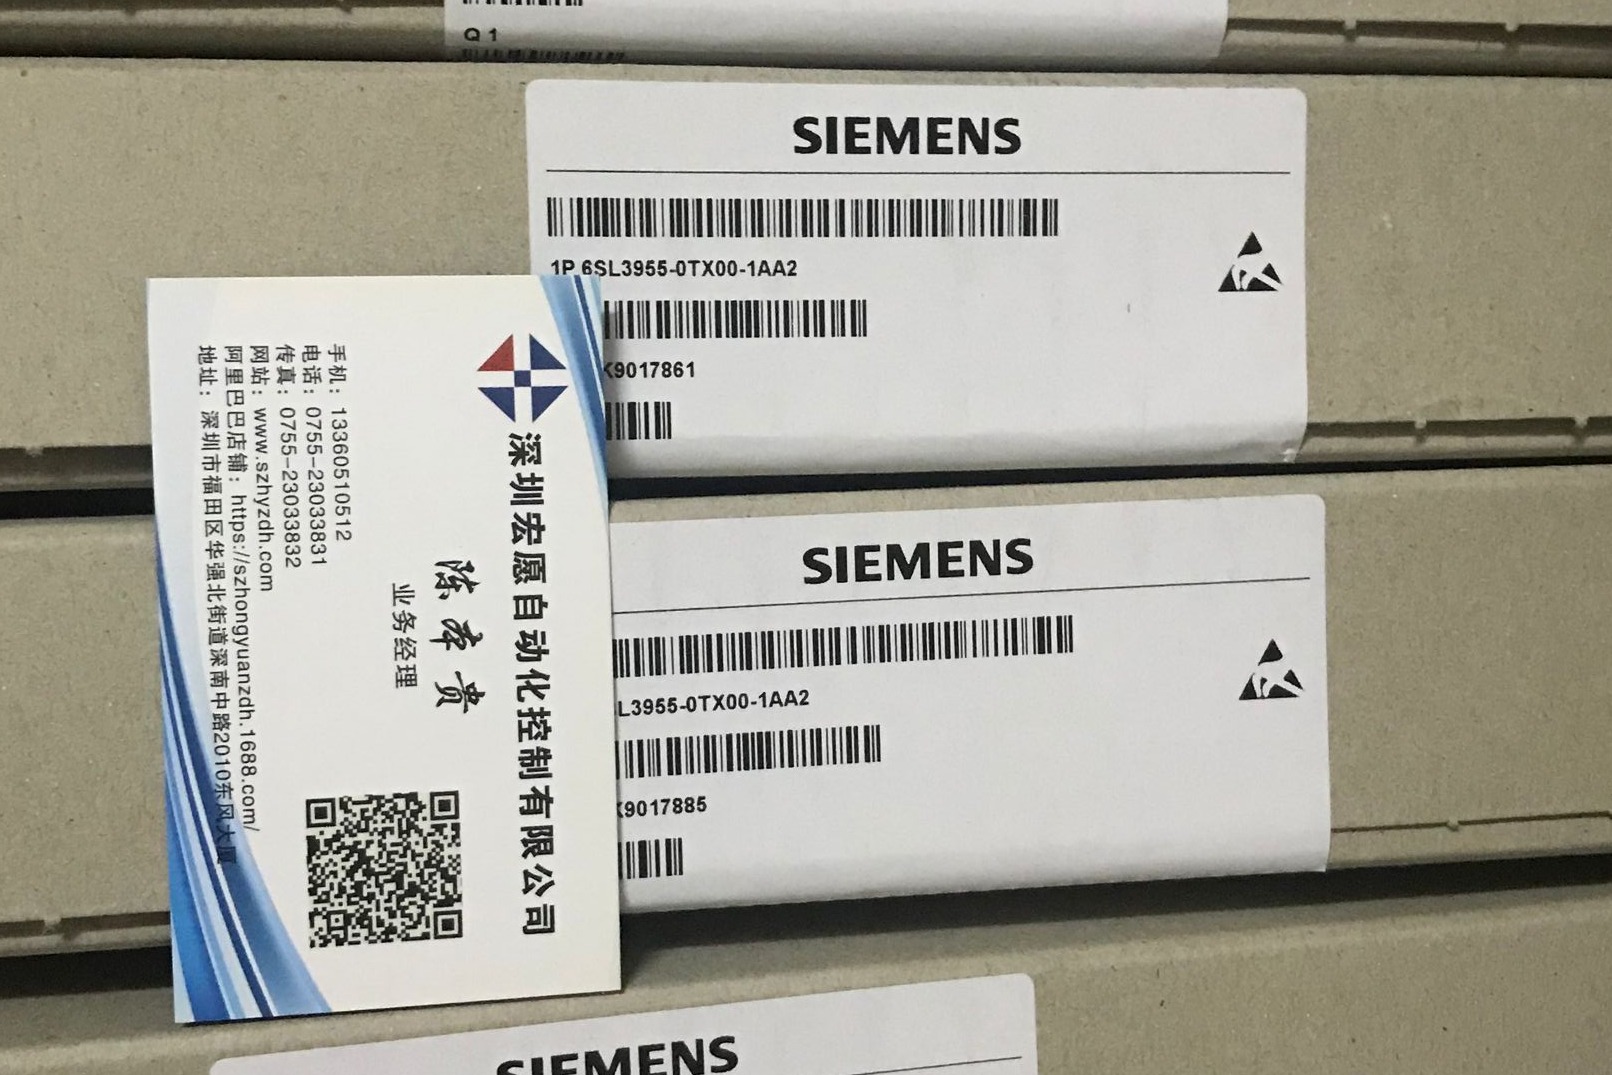 Q 1
SIEMENS
1P 6SL3955-0TX00-1AA2
K9017861
SIEMENS
SL3955-0TX00-1AA2
K9017885
SIEMENS
深圳宏愿自动化控制有限公司
陈奉贵
业务经理
手机：13360510512
电话：0755-23033831
传真：0755-23033832
网站：www.szhyzdh.com
阿里巴巴店铺：https://szhongyuanzdh.1688.com/
地址：深圳市福田区华强北街道深南中路2010东风大厦